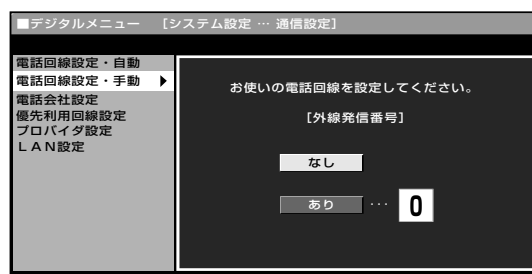 ■デジタルメニュー [システム設定 … 通信設定]
電話回線設定・自動
電話回線設定・手動 ▶
電話会社設定
優先利用回線設定
プロバイダ設定
ＬＡＮ設定
お使いの電話回線を設定してください。
[外線発信番号]
なし
あり … 0